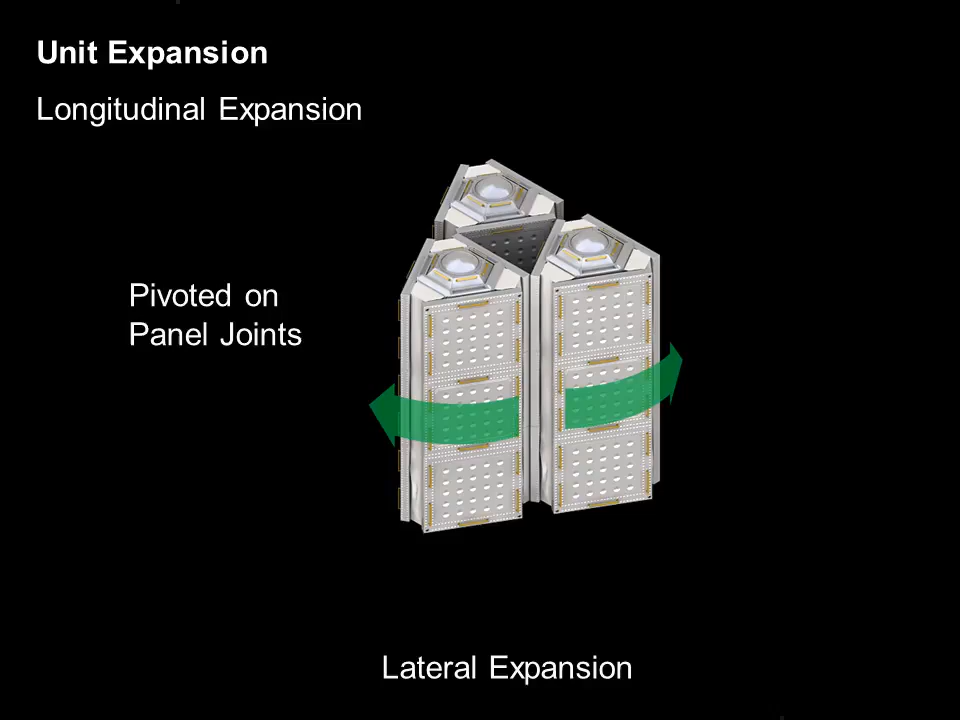 Unit Expansion
Longitudinal Expansion
Pivoted on
Panel Joints
Lateral Expansion